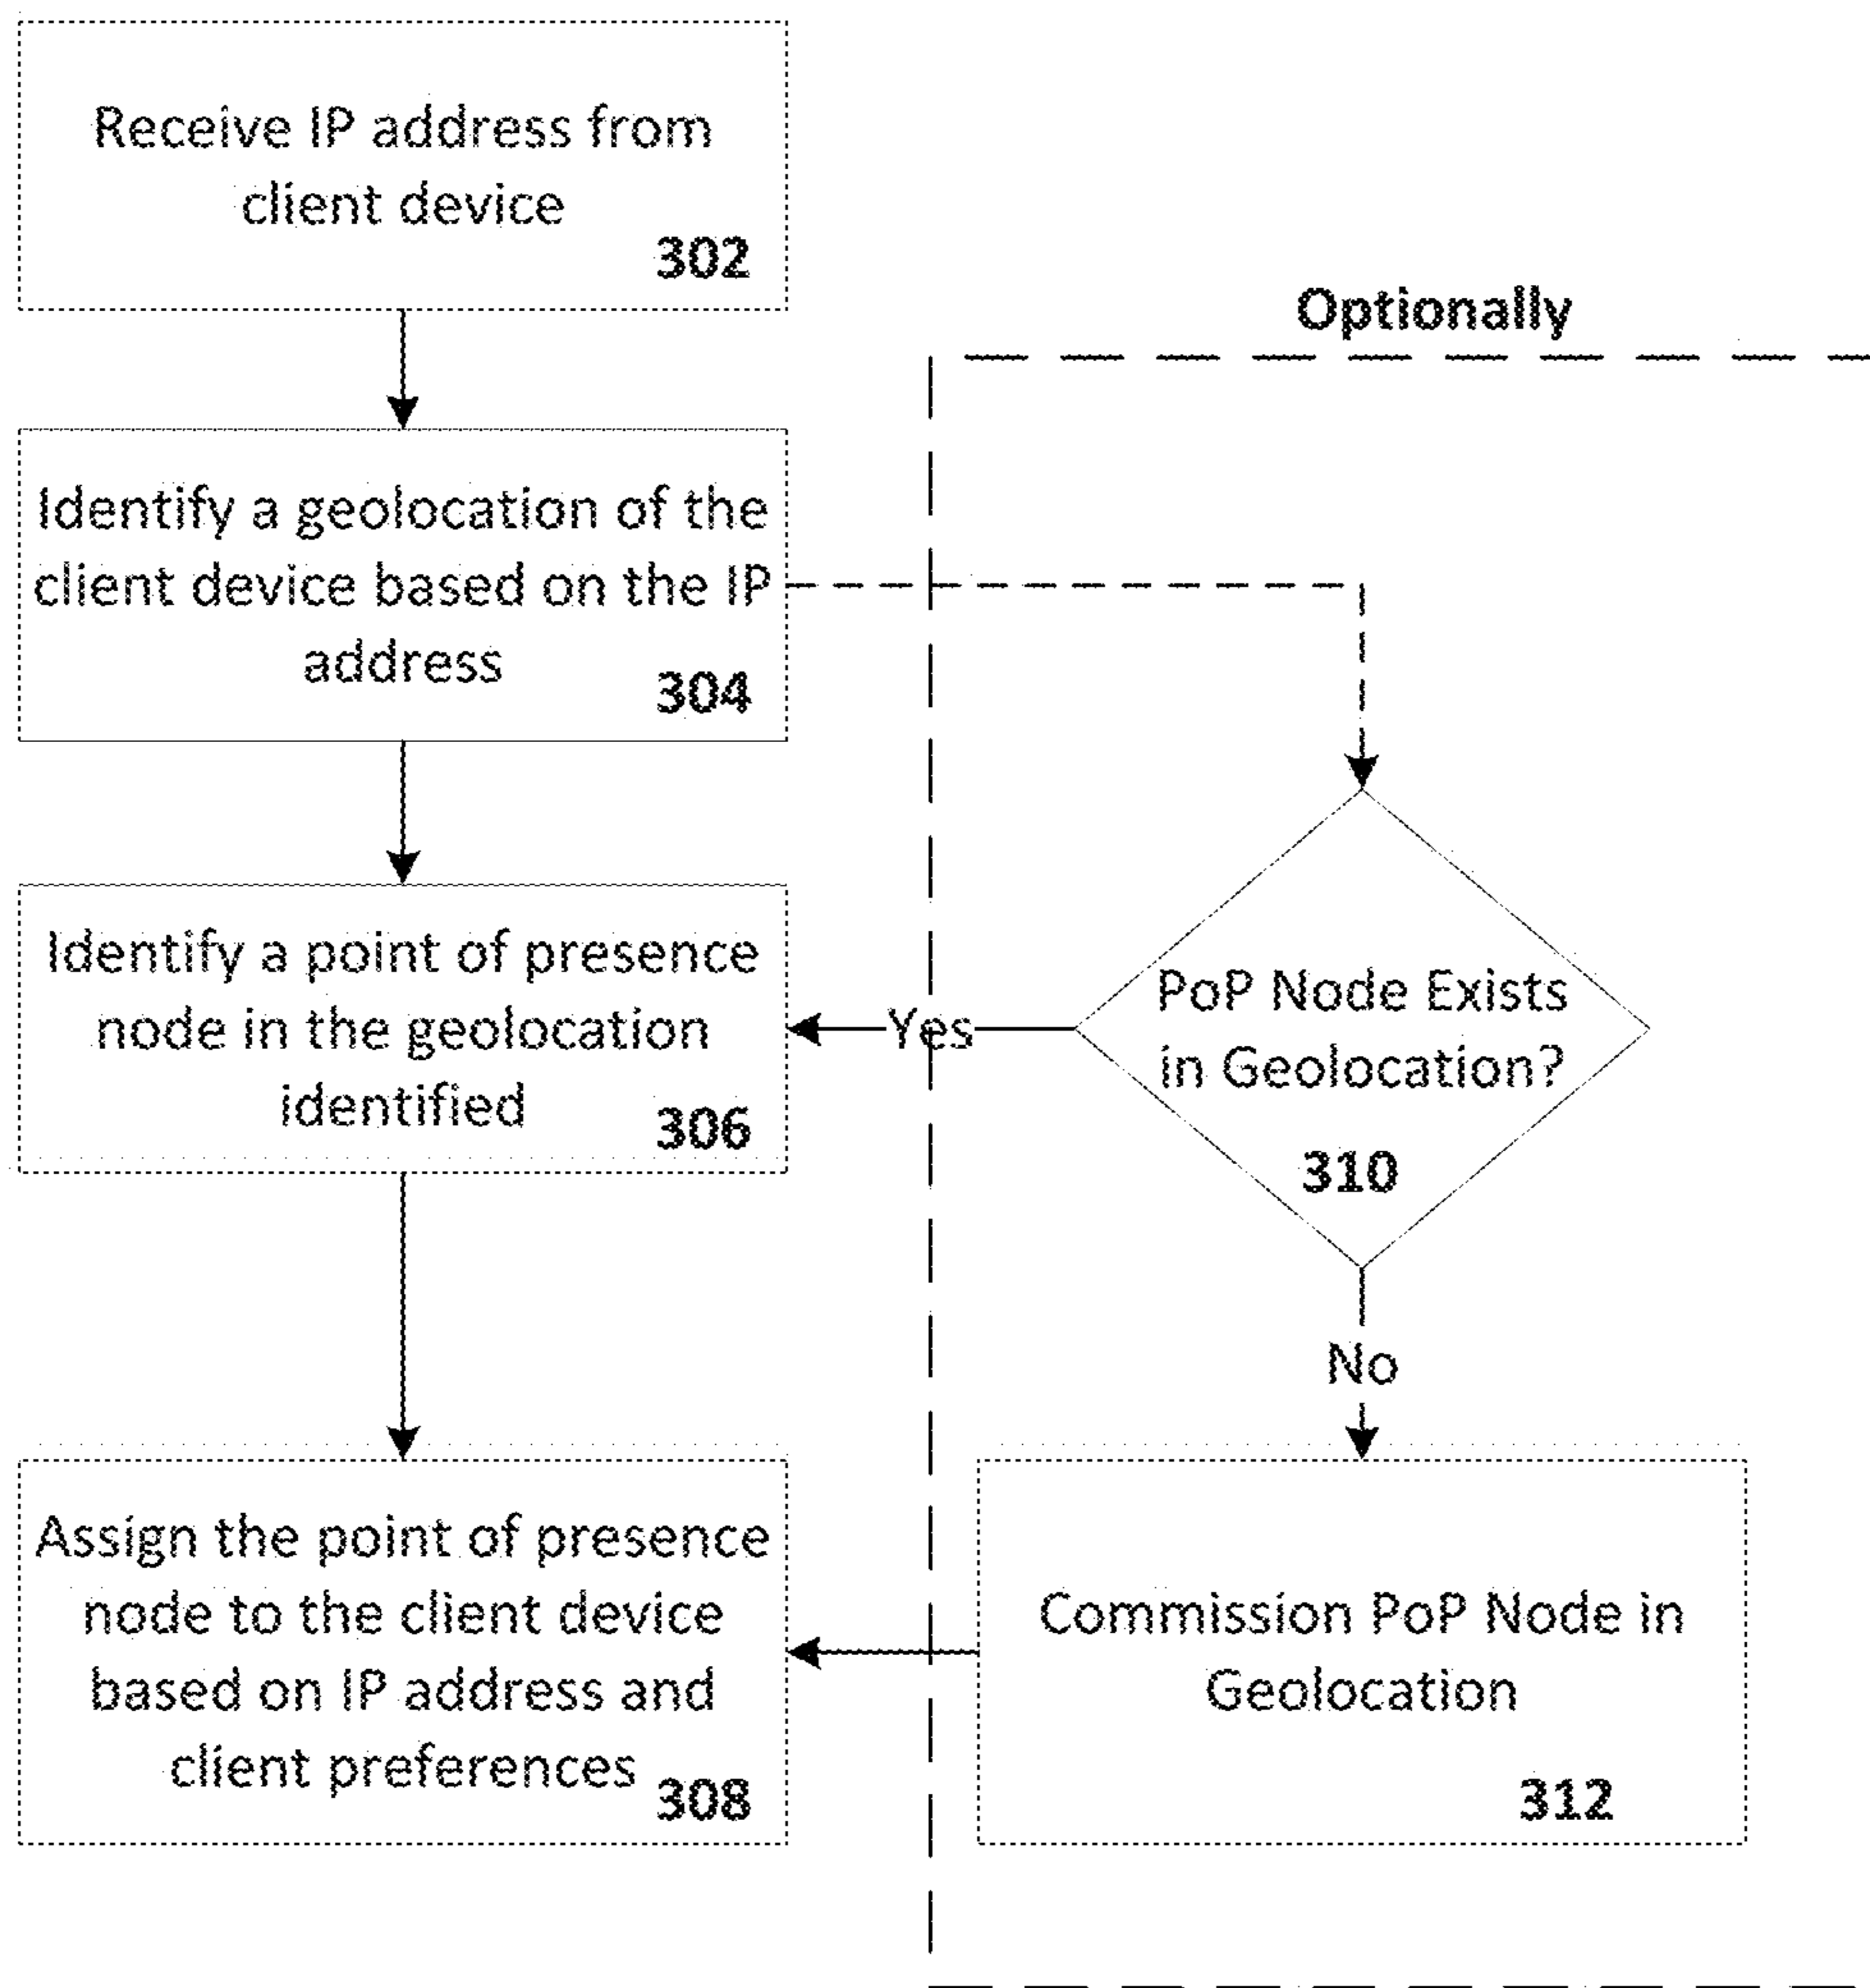 Receive IP address from
client device
302
Optionally
Identify a geolocation of the
client device based on the IP
address
304
Identify a point of presence
node in the geolocation
identified
306
Yes
PoP Node Exists
in Geolocation?
310
No
Assign the point of presence
node to the client device
based on IP address and
client preferences
308
Commission PoP Node in
Geolocation
312